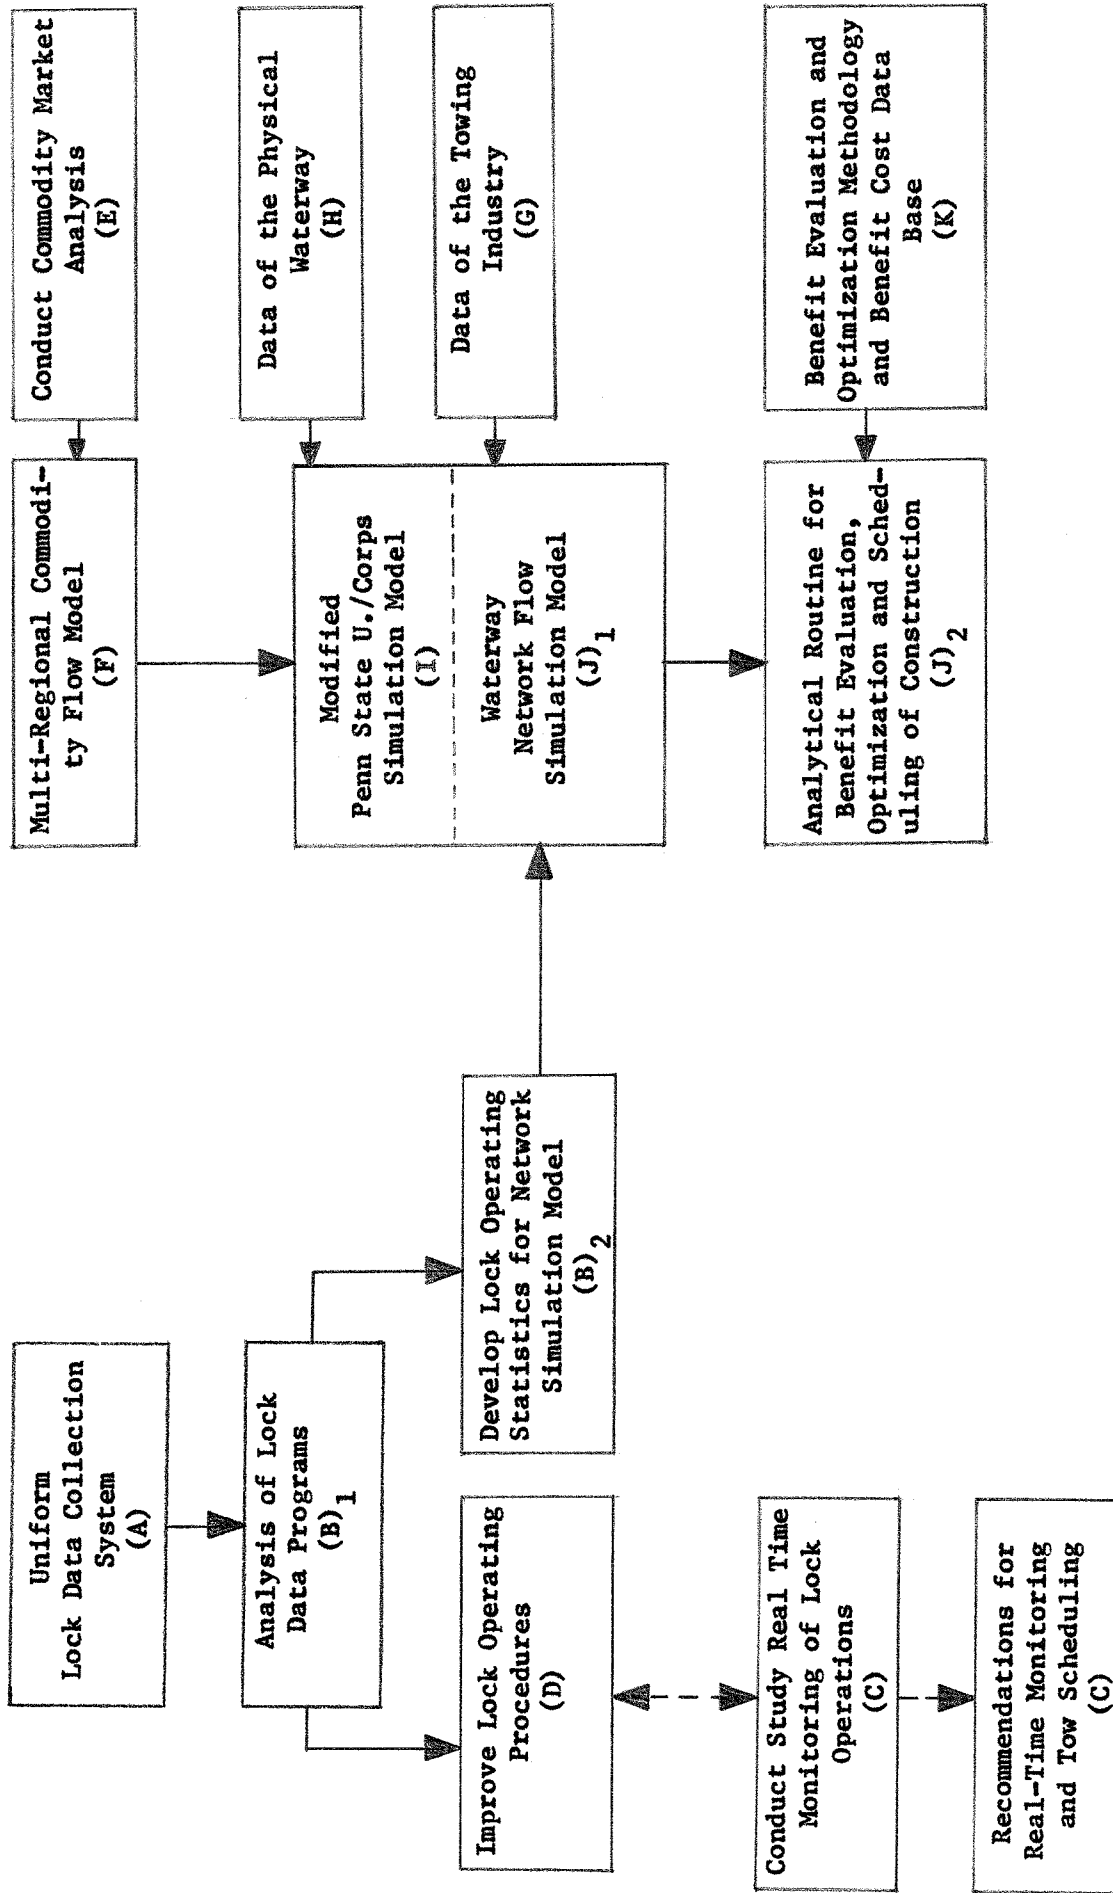 Uniform
Lock Data Collection
System
(A)
Analysis of Lock
Data Programs
(B)1
Improve Lock Operating
Procedures
(D)
Develop Lock Operating
Statistics for Network
Simulation Model
(B)2
Conduct Study Real Time
Monitoring of Lock
Operations
(C)
Recommendations for
Real-Time Monitoring
and Tow Scheduling
(C)
Multi-Regional Commodi-
ty Flow Model
(F)
Conduct Commodity Market
Analysis
(E)
Modified
Penn State U./Corps
Simulation Model
(I)
Waterway
Network Flow
Simulation Model
(J)1
Data of the Physical
Waterway
(H)
Data of the Towing
Industry
(G)
Analytical Routine for
Benefit Evaluation,
Optimization and Sched-
uling of Construction
(J)2
Benefit Evaluation and
Optimization Methodology
and Benefit Cost Data
Base
(K)